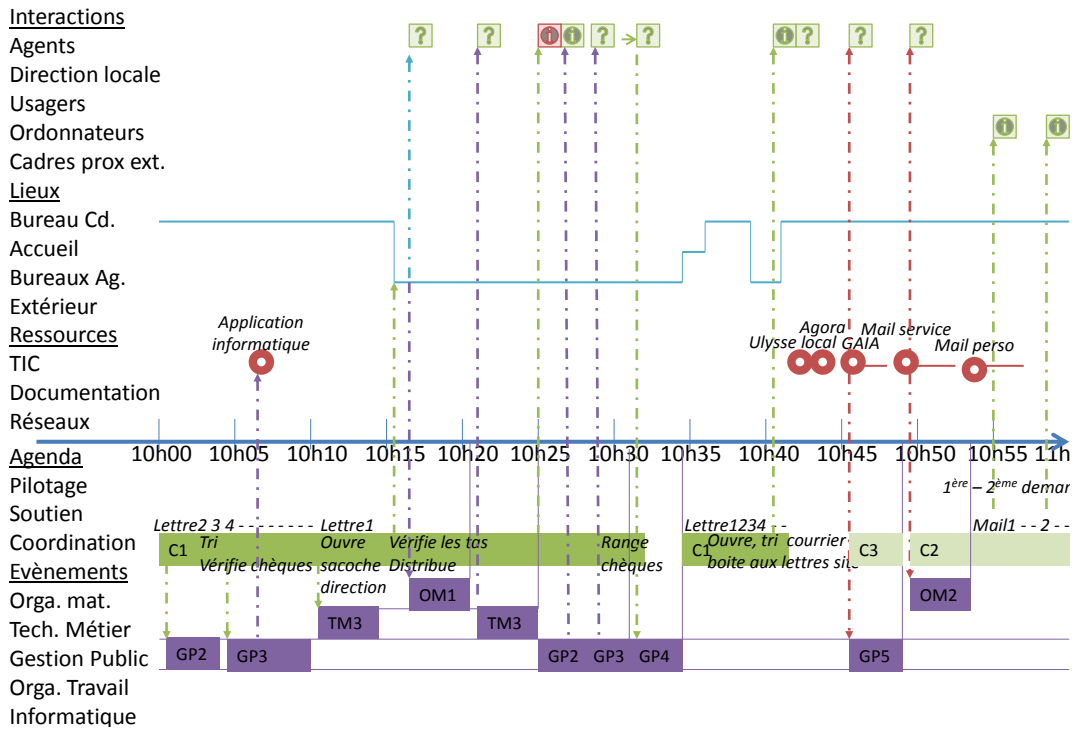 Interactions
Agents
Direction locale
Usagers
Ordonnateurs
Cadres prox ext.
Lieux
Bureau Cd.
Accueil
Bureaux Ag.
Extérieur
Ressources
TIC
Documentation
Réseaux
Application
informatique
Agora
Ulysse local GAIA
Mail service
Mail perso
10h00 10h05 10h10 10h15 10h20 10h25 10h30 10h35 10h40 10h45 10h50 10h55 11h
Agenda
Pilotage
Soutien
Coordination
Evènements
Orga. mat.
Tech. Métier
Gestion Public
Orga. Travail
Informatique
1ère – 2ème demar
Lettre2 3 4 - - - - - - - - -
Lettre1
Lettre1234 - -
Mail1 - - 2 - -
C1
Tri
Vérifie chèques
Ouvre
sacoche
direction
Vérifie les tas
Distribue
Range
chèques
C1
Ouvre, tri courrier
boite aux lettres site
C3
C2
OM1
OM2
TM3
TM3
GP2
GP3
GP2
GP3
GP4
GP5